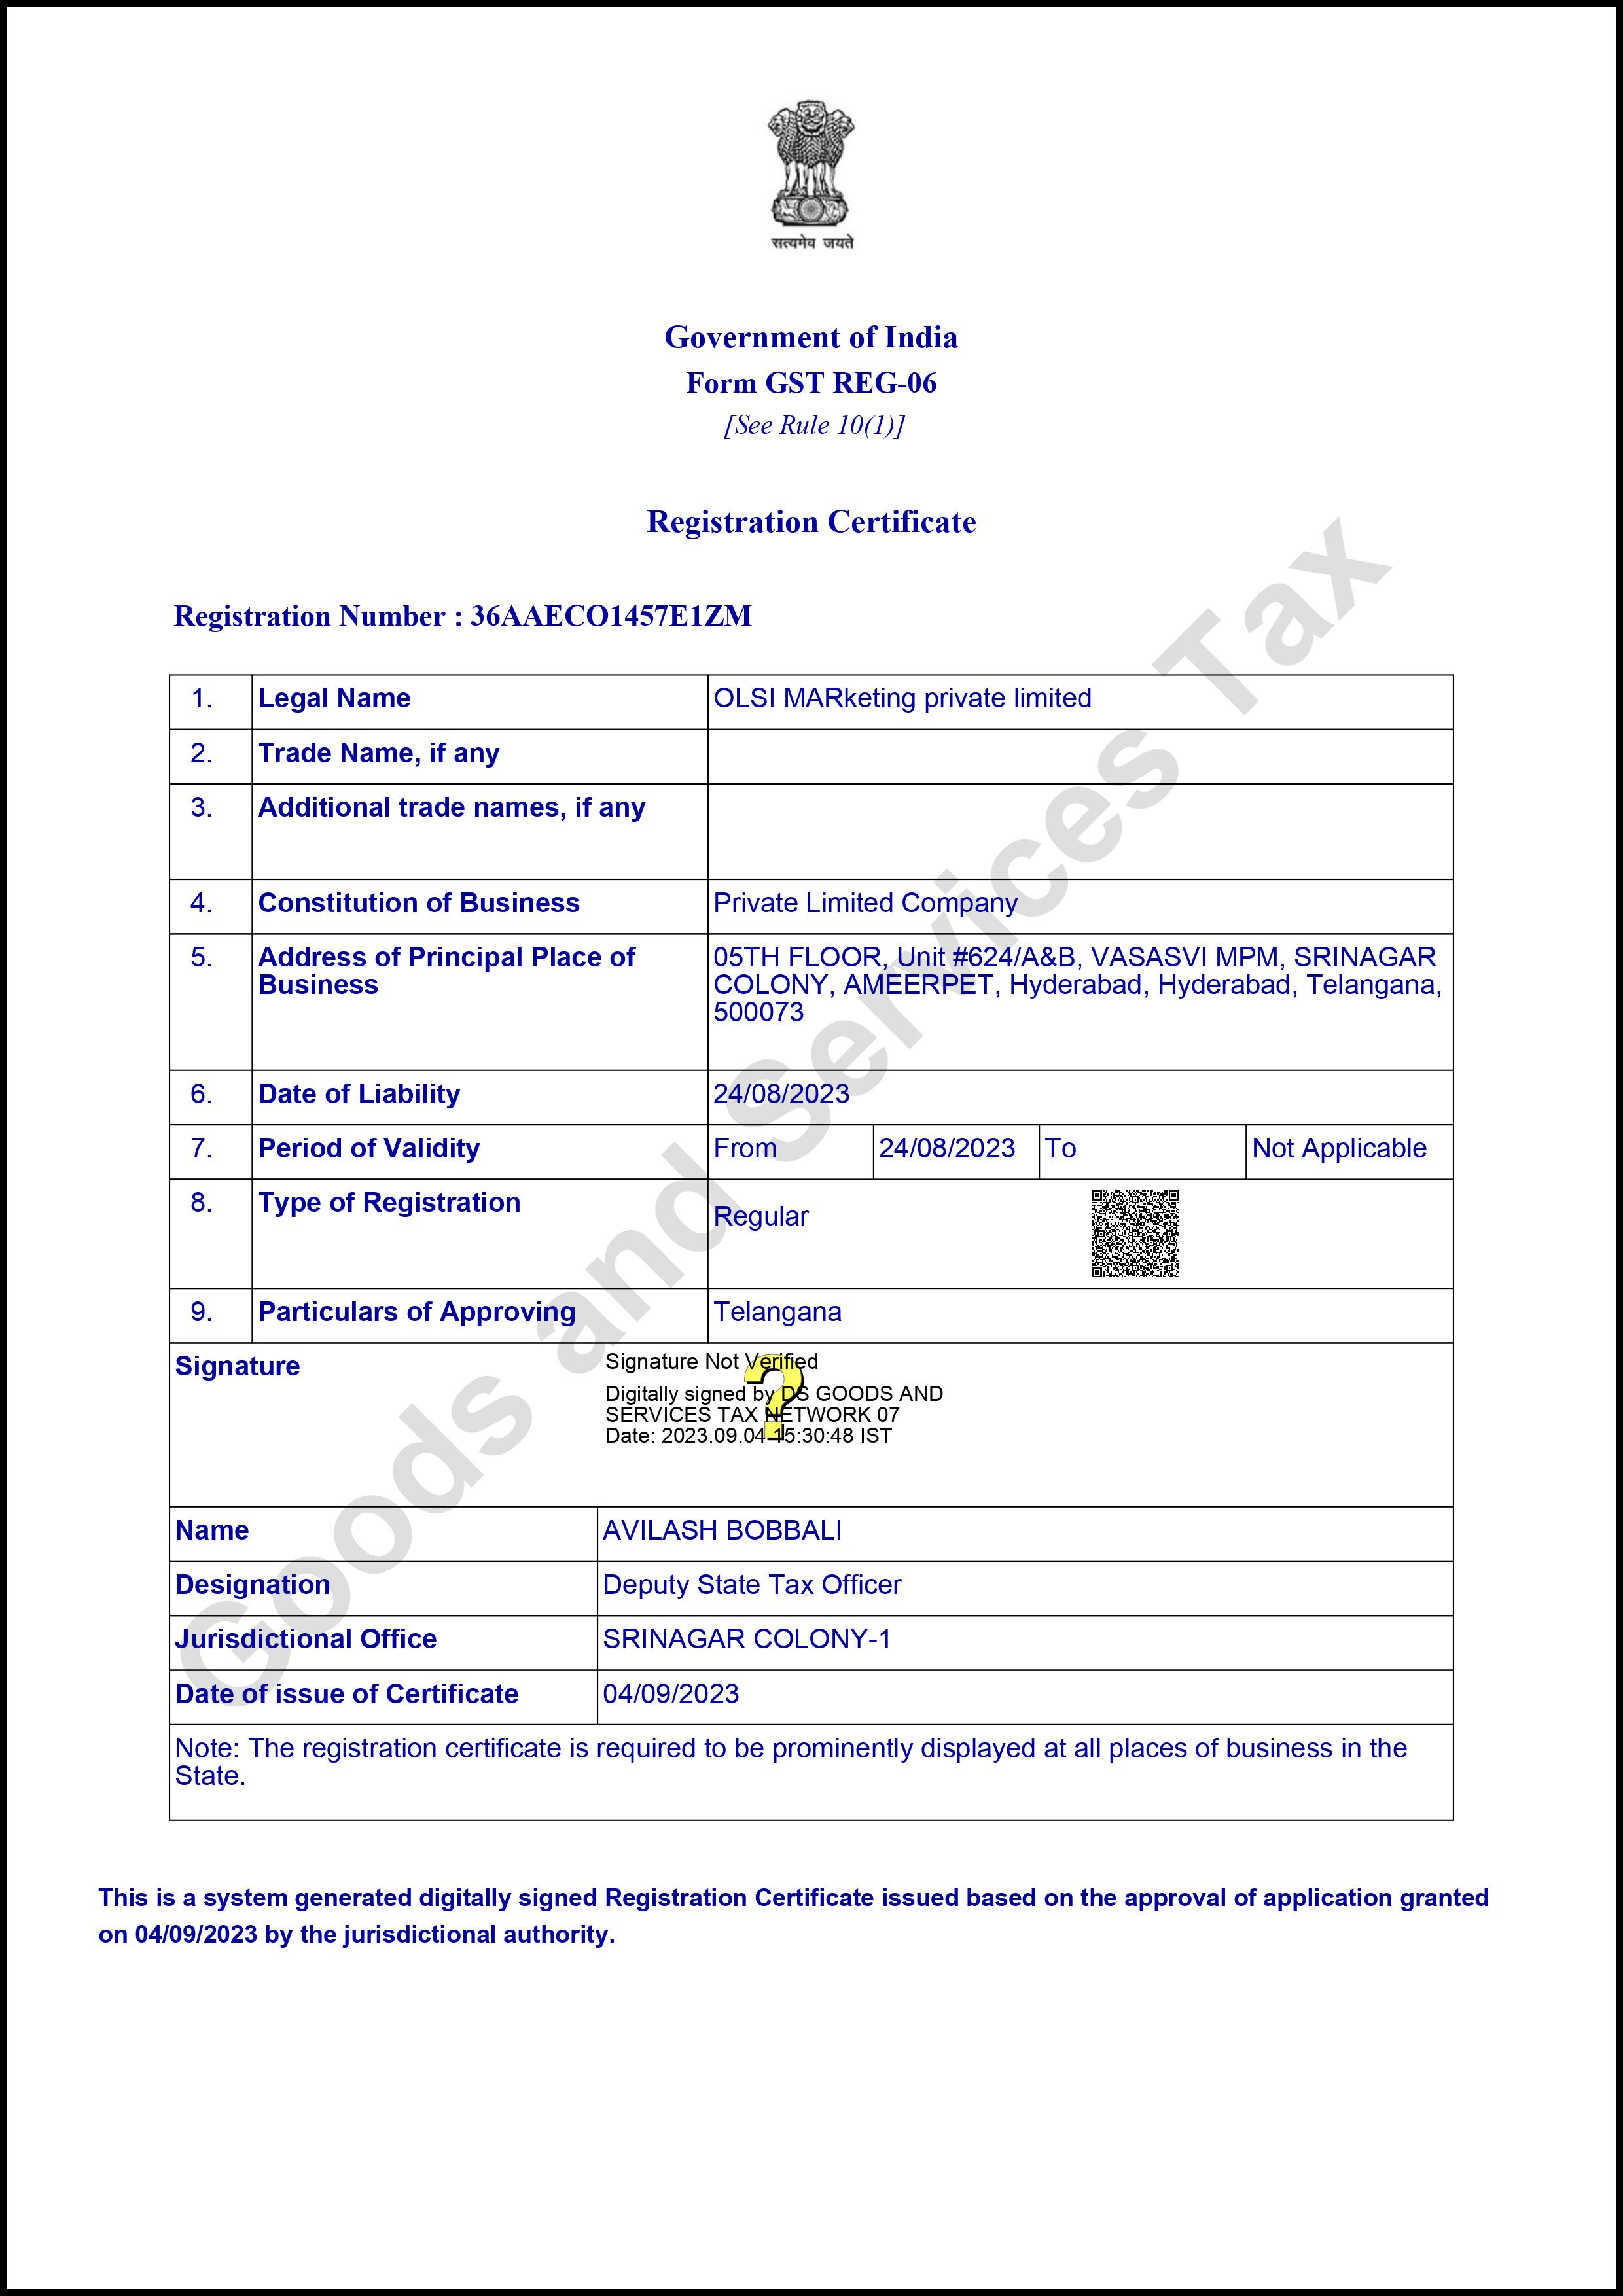 सत्यमेव जयते
Government of India
Form GST REG-06
[See Rule 10(1)]
Registration Certificate
Registration Number : 36AAECO1457E1ZM
1. Legal Name OLSI MARketing private limited
2. Trade Name, if any
3. Additional trade names, if any
4. Constitution of Business Private Limited Company
5. Address of Principal Place of Business 05TH FLOOR, Unit #624/A&B, VASASVI MPM, SRINAGAR
COLONY, AMEERPET, Hyderabad, Hyderabad, Telangana,
500073
6. Date of Liability 24/08/2023
7. Period of Validity From 24/08/2023 To Not Applicable
8. Type of Registration Regular
9. Particulars of Approving Telangana
Signature Signature Not Verified
Digitally signed by DS GOODS AND
SERVICES TAX NETWORK 07
Date: 2023.09.04 15:30:48 IST
Name AVILASH BOBBALI
Designation Deputy State Tax Officer
Jurisdictional Office SRINAGAR COLONY-1
Date of issue of Certificate 04/09/2023
Note: The registration certificate is required to be prominently displayed at all places of business in the
State.
This is a system generated digitally signed Registration Certificate issued based on the approval of application granted
on 04/09/2023 by the jurisdictional authority.
Goods and Services Tax